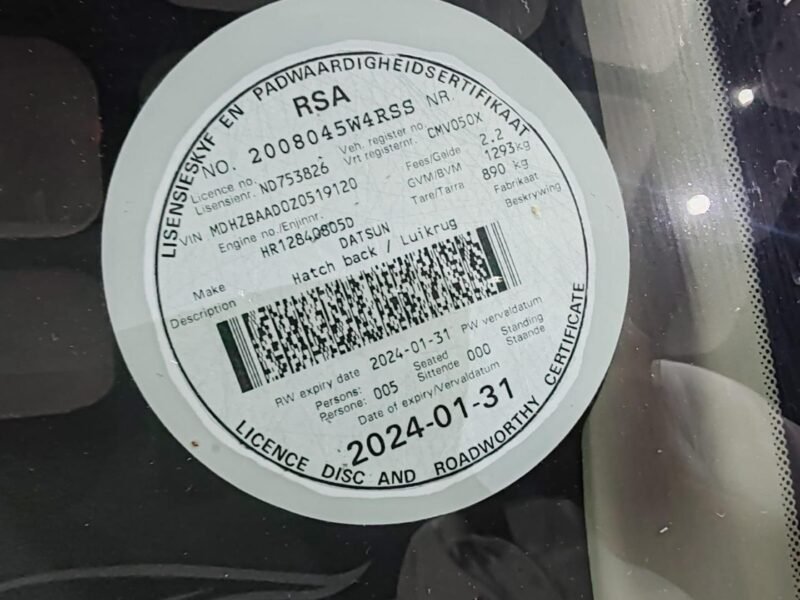 LISENSIESKYF EN PADWAARDIGHEIDSERTIFIKAAT
RSA
NO. 2008045W4RSS NR.
Licence no. Veh. register no.
Lisensienr. ND753826 Vrt registernr. CMV050X
VIN MDHZBAAD0Z0519120 Fees/Gelde 2.2
Engine no./Enjinnr. GVM/BVM 1293kg
HR12840805D Tare/Tarra 890 kg
Make DATSUN Fabrikaat
Description Hatch back / Luikrug Beskrywing
RW expiry date 2024-01-31 PW vervaldatum
Persons: 005 Seated 000 Standing
Persone: Sittende Staande
Date of expiry/Vervaldatum
2024-01-31
LICENCE DISC AND ROADWORTHY CERTIFICATE